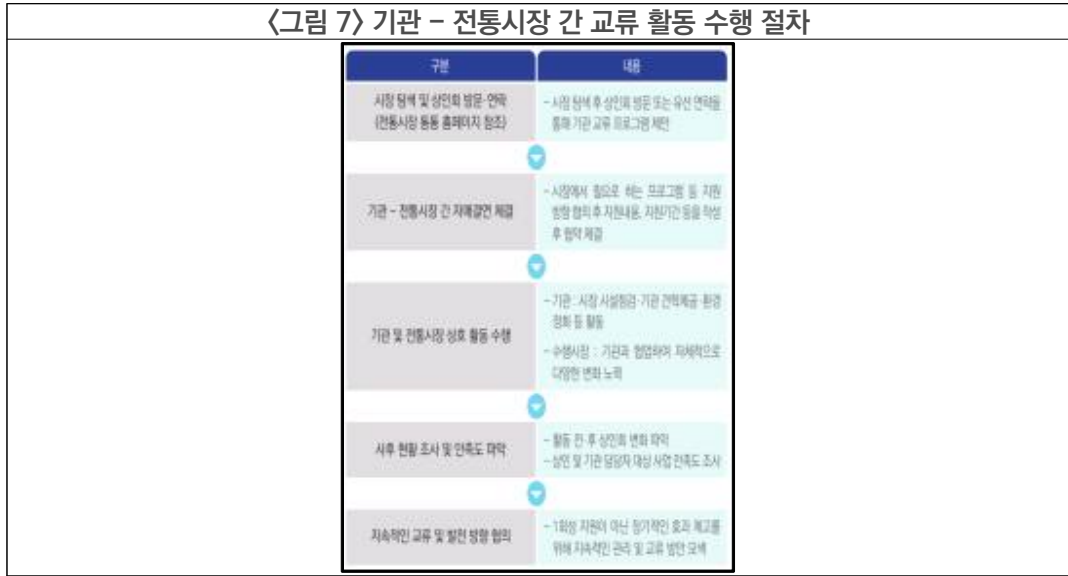 <그림 7> 기관 - 전통시장 간 교류 활동 수행 절차
구분
내용
시장 탐색 및 상인회 방문·연락
(전통시장 통통 홈페이지 참조)
- 시장 탐색 후 상인회 방문 또는 유선 연락을
통해 기관 교류 프로그램 제안
기관 - 전통시장 간 자매결연 체결
- 시장에서 필요로 하는 프로그램 등 지원
방향 협의 후 지원내용, 지원기간 등을 작성
후 협약 체결
기관 및 전통시장 상호 활동 수행
- 기관 : 시장 시설점검·기관 견학제공·환경
정화 등 활동
- 수행시장 : 기관과 협업하여 자체적으로
다양한 변화 노력
사후 현황 조사 및 만족도 파악
- 활동 전·후 상인회 변화 파악
- 상인 및 기관 담당자 대상 사업 만족도 조사
지속적인 교류 및 발전 방향 협의
- 1회성 지원이 아닌 장기적인 효과 제고를
위해 지속적인 관리 및 교류 방안 모색